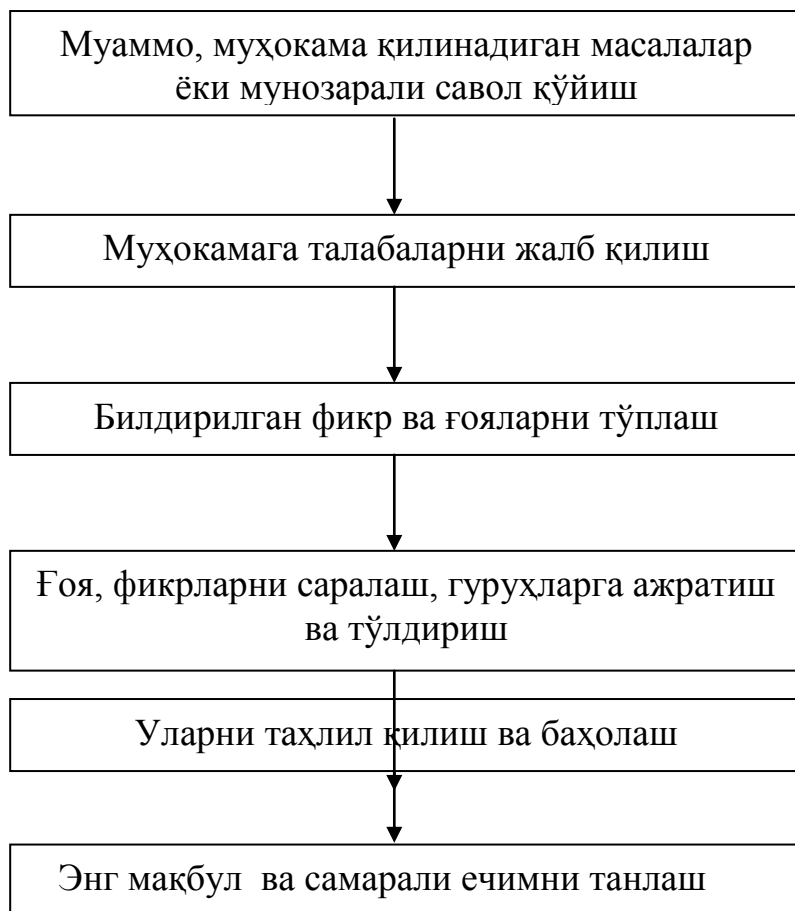 Муаммо, муҳокама қилинадиган масалалар
ёки мунозарали савол қўйиш
Муҳокамага талабаларни жалб қилиш
Билдирилган фикр ва ғояларни тўплаш
Ғоя, фикрларни саралаш, гуруҳларга ажратиш
ва тўлдириш
Уларни таҳлил қилиш ва баҳолаш
Энг мақбул ва самарали ечимни танлаш